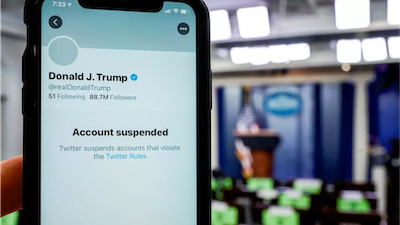 7:33
Donald J. Trump
@realDonaldTrump
51 Following 88.7M Followers
Account suspended
Twitter suspends accounts that violate
the Twitter Rules.